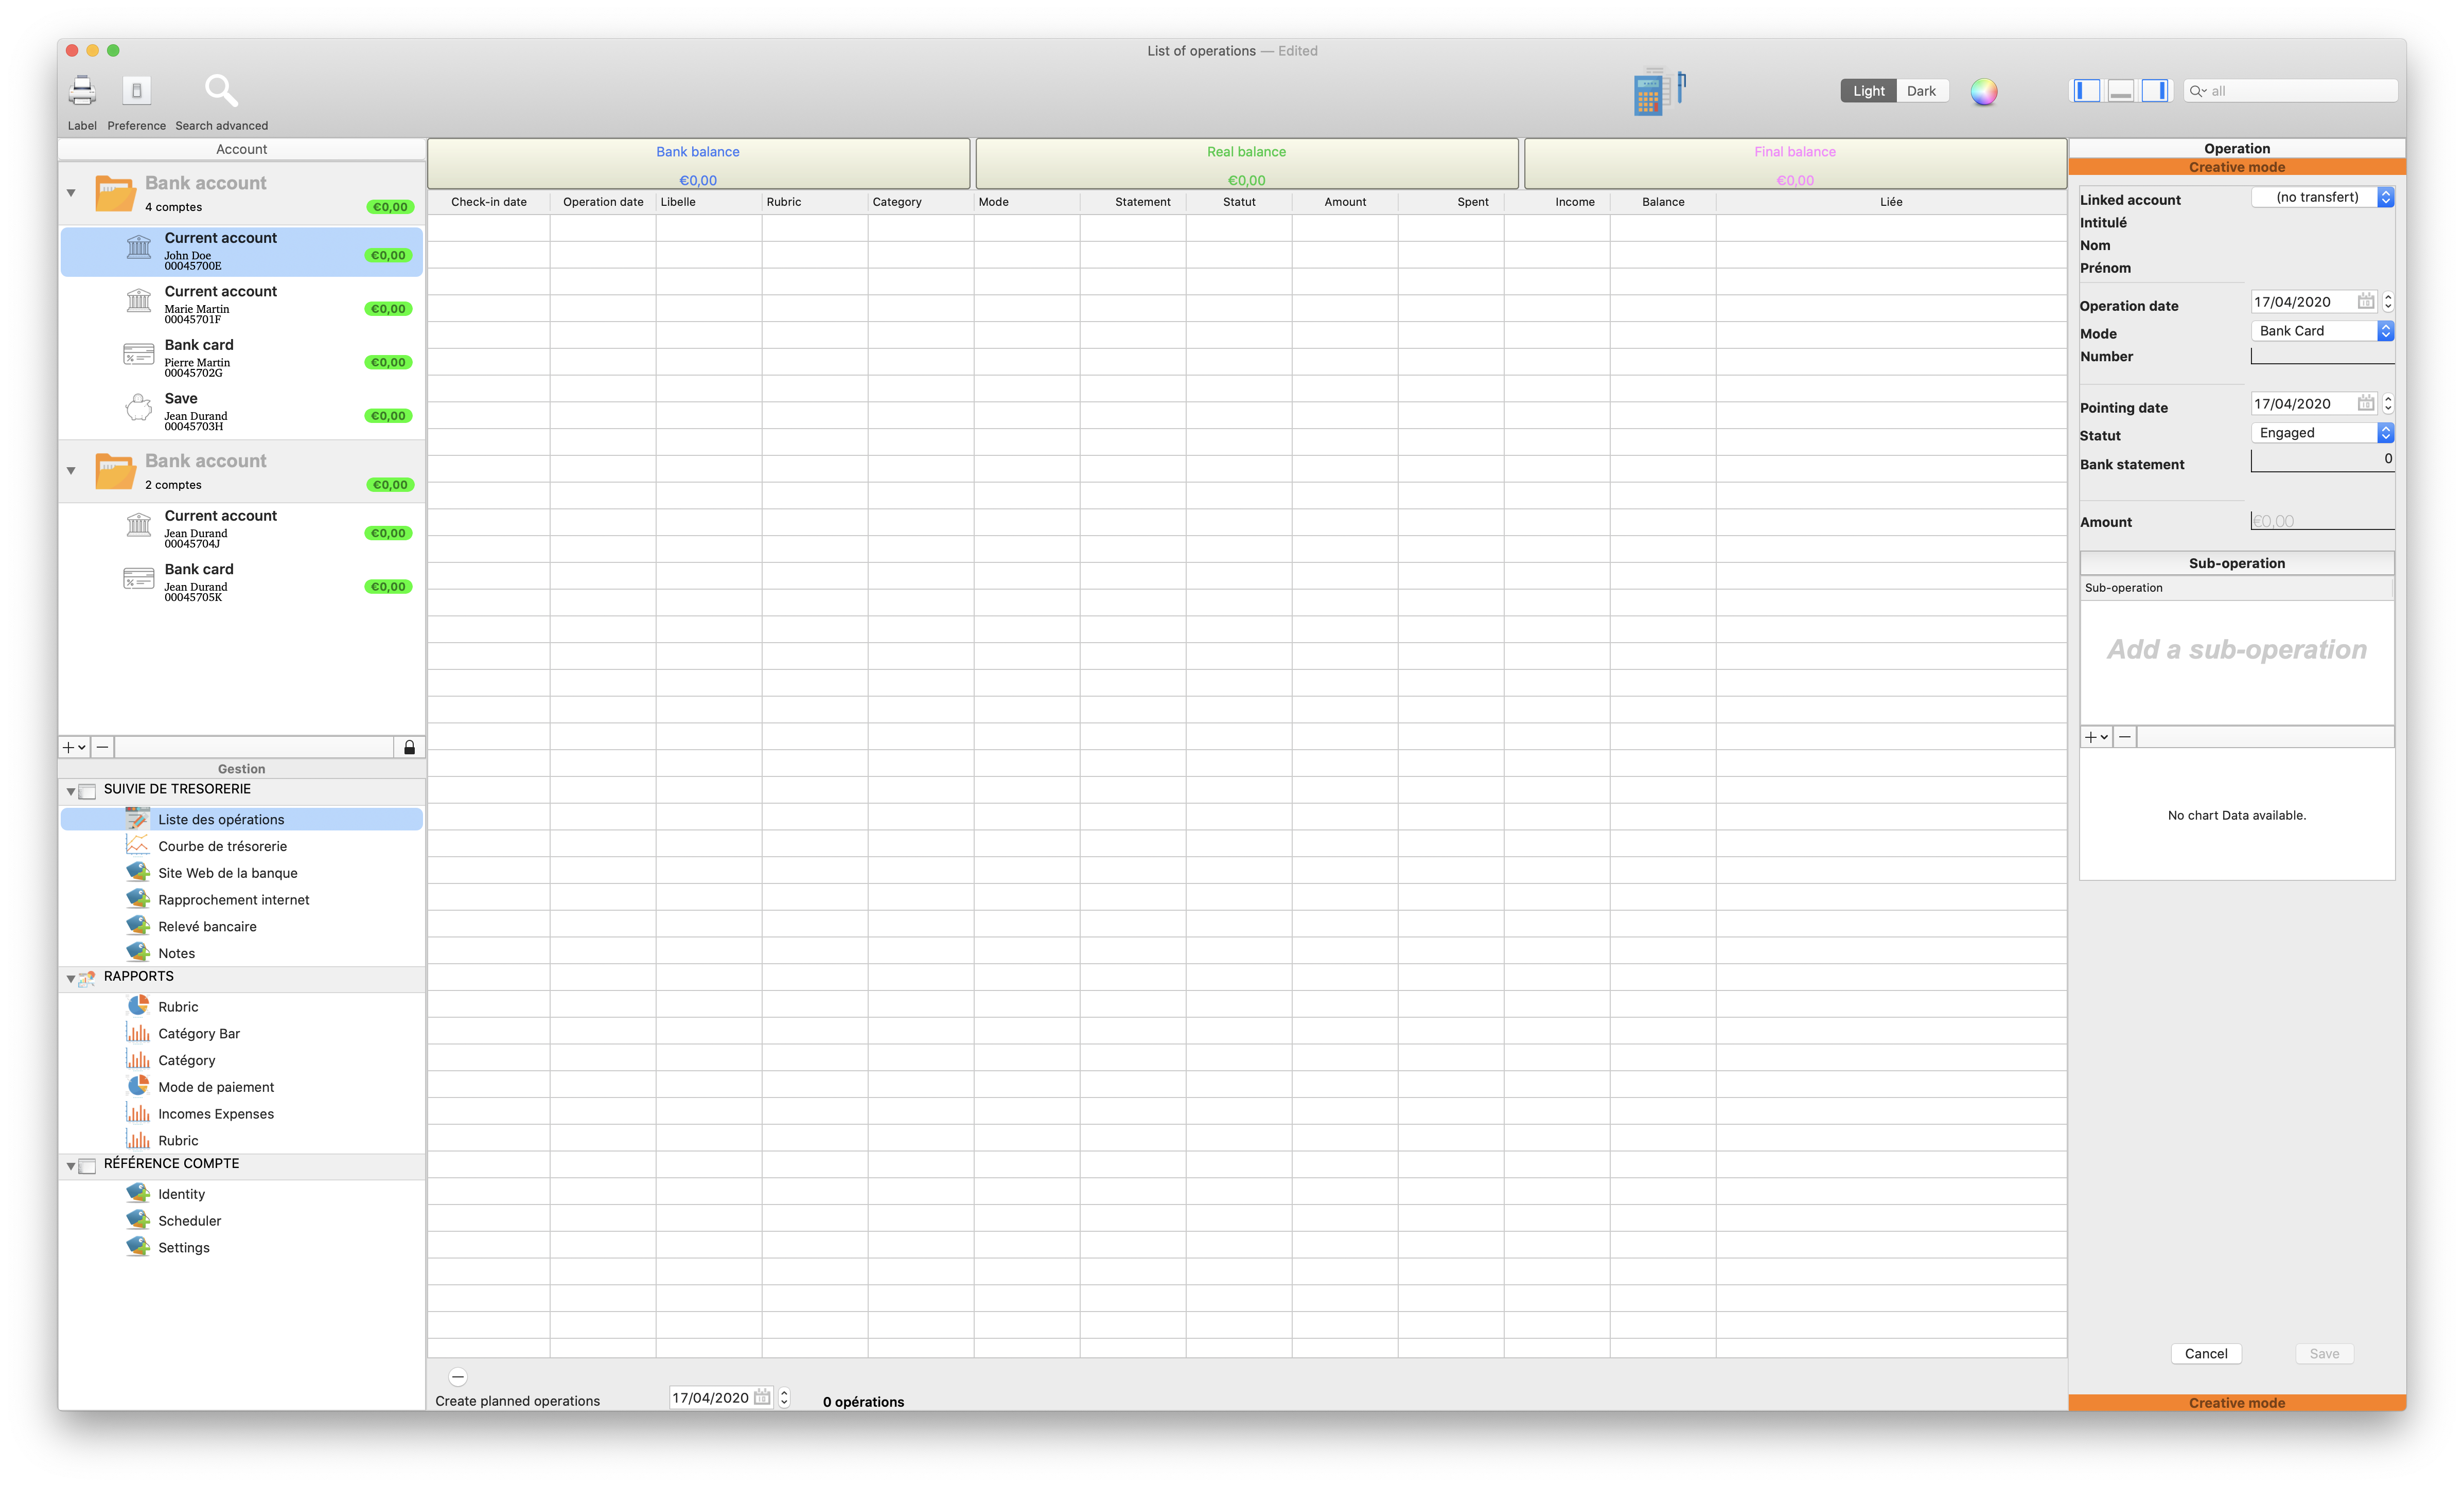 List of operations — Edited
Label
Preference
Search advanced
Light
Dark
all
Account
Bank account
4 comptes
€0,00
Current account
John Doe
00045700E
€0,00
Current account
Marie Martin
00045701F
€0,00
Bank card
Pierre Martin
00045702G
€0,00
Save
Jean Durand
00045703H
€0,00
Bank account
2 comptes
€0,00
Current account
Jean Durand
00045704J
€0,00
Bank card
Jean Durand
00045705K
€0,00
Gestion
SUIVIE DE TRESORERIE
Liste des opérations
Courbe de trésorerie
Site Web de la banque
Rapprochement internet
Relevé bancaire
Notes
RAPPORTS
Rubric
Catégory Bar
Catégory
Mode de paiement
Incomes Expenses
Rubric
RÉFÉRENCE COMPTE
Identity
Scheduler
Settings
Bank balance
€0,00
Real balance
€0,00
Final balance
€0,00
Check-in date Operation date Libelle Rubric Category Mode Statement Statut Amount Spent Income Balance Liée
Create planned operations
17/04/2020
0 opérations
Operation
Creative mode
Linked account (no transfert)
Intitulé
Nom
Prénom
Operation date 17/04/2020
Mode Bank Card
Number
Pointing date 17/04/2020
Statut Engaged
Bank statement 0
Amount €0,00
Sub-operation
Sub-operation
Add a sub-operation
No chart Data available.
Cancel
Save
Creative mode